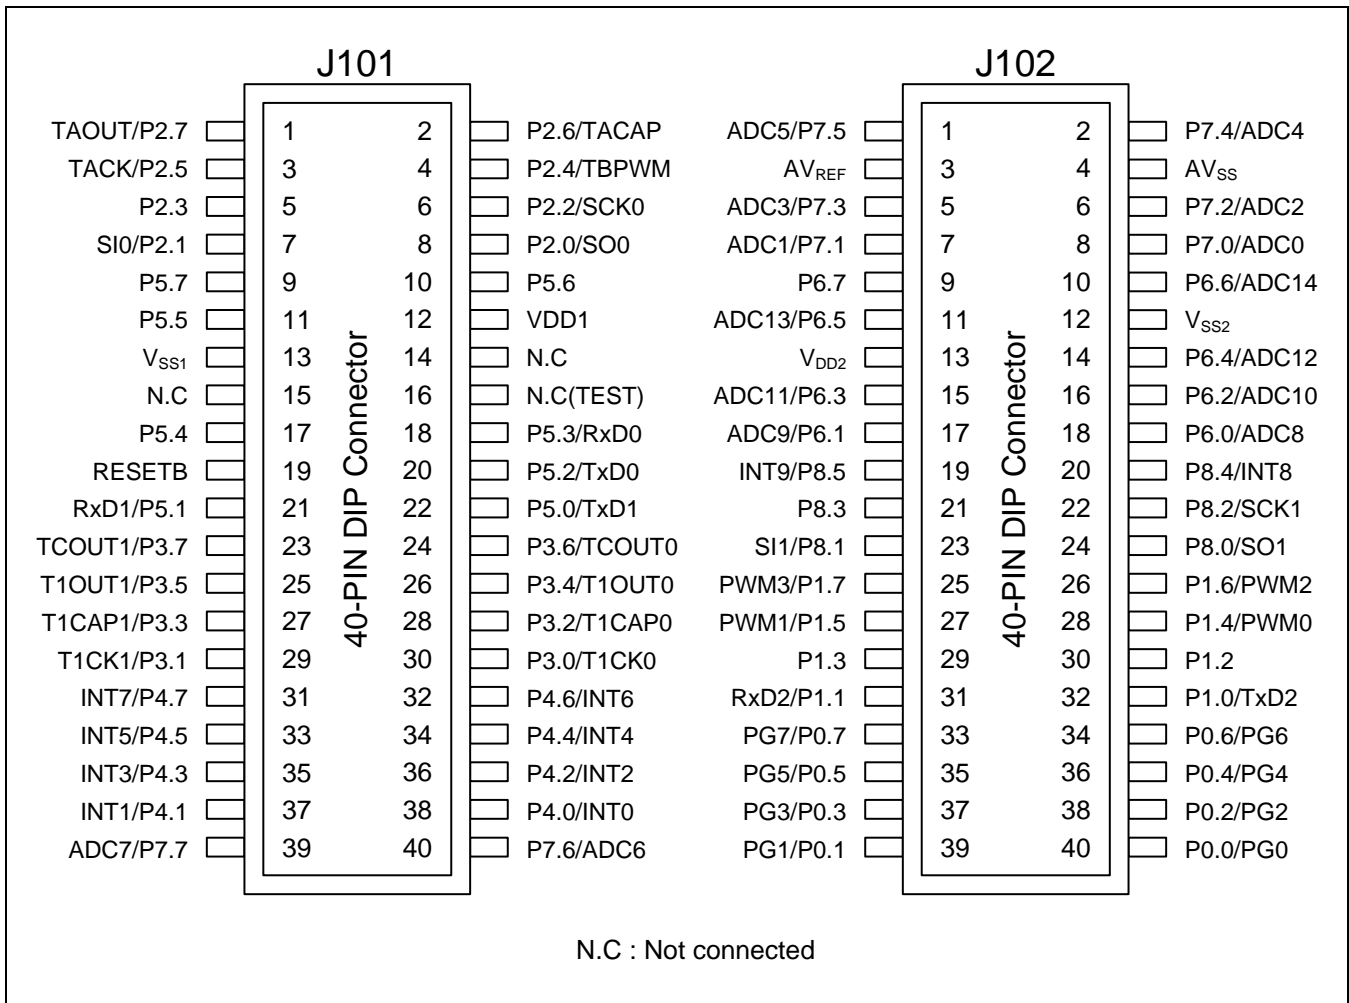 J101 J102
TAOUT/P2.7 1 2 P2.6/TACAP ADC5/P7.5 1 2 P7.4/ADC4
TACK/P2.5 3 4 P2.4/TBPWM AVREF 3 4 AVSS
P2.3 5 6 P2.2/SCK0 ADC3/P7.3 5 6 P7.2/ADC2
SI0/P2.1 7 8 P2.0/SO0 ADC1/P7.1 7 8 P7.0/ADC0
P5.7 9 10 P5.6 P6.7 9 10 P6.6/ADC14
P5.5 11 12 VDD1 ADC13/P6.5 11 12 VSS2
VSS1 13 14 N.C VDD2 13 14 P6.4/ADC12
N.C 15 16 N.C(TEST) ADC11/P6.3 15 16 P6.2/ADC10
P5.4 17 18 P5.3/RxD0 ADC9/P6.1 17 18 P6.0/ADC8
RESETB 19 20 P5.2/TxD0 INT9/P8.5 19 20 P8.4/INT8
RxD1/P5.1 21 22 P5.0/TxD1 P8.3 21 22 P8.2/SCK1
TCOUT1/P3.7 23 24 P3.6/TCOUT0 SI1/P8.1 23 24 P8.0/SO1
T1OUT1/P3.5 25 26 P3.4/T1OUT0 PWM3/P1.7 25 26 P1.6/PWM2
T1CAP1/P3.3 27 28 P3.2/T1CAP0 PWM1/P1.5 27 28 P1.4/PWM0
T1CK1/P3.1 29 30 P3.0/T1CK0 P1.3 29 30 P1.2
INT7/P4.7 31 32 P4.6/INT6 RxD2/P1.1 31 32 P1.0/TxD2
INT5/P4.5 33 34 P4.4/INT4 PG7/P0.7 33 34 P0.6/PG6
INT3/P4.3 35 36 P4.2/INT2 PG5/P0.5 35 36 P0.4/PG4
INT1/P4.1 37 38 P4.0/INT0 PG3/P0.3 37 38 P0.2/PG2
ADC7/P7.7 39 40 P7.6/ADC6 PG1/P0.1 39 40 P0.0/PG0
40-PIN DIP Connector
40-PIN DIP Connector
N.C : Not connected